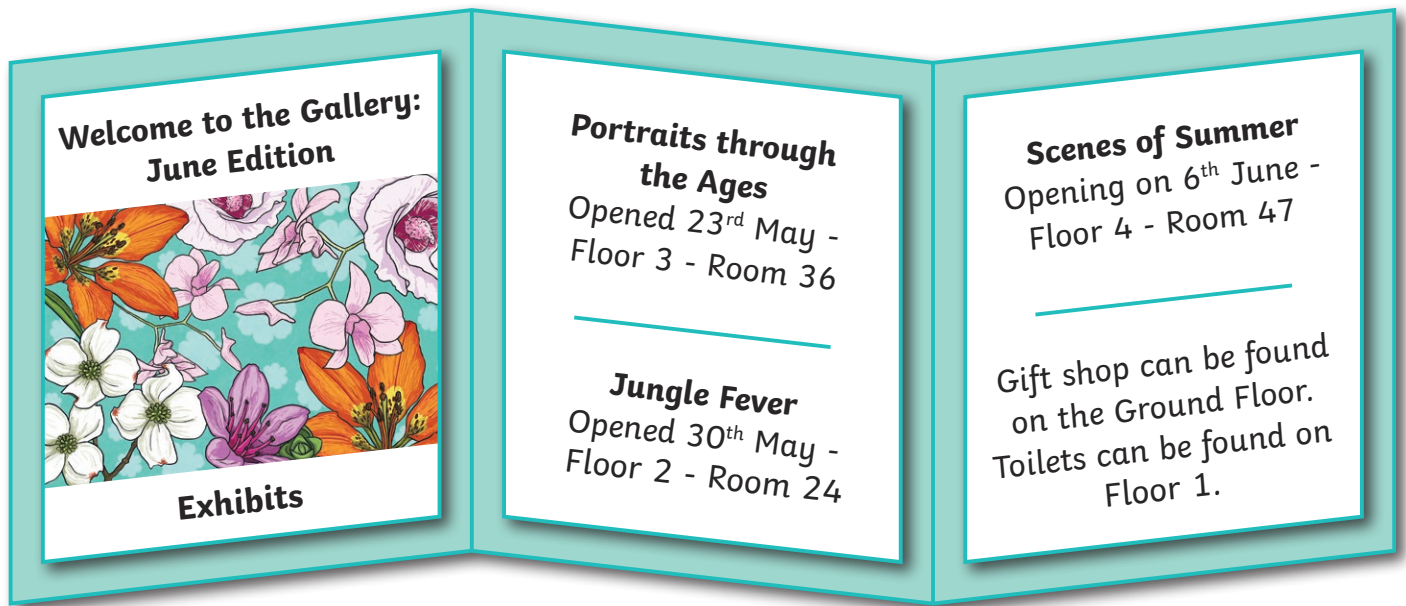 Welcome to the Gallery:
June Edition
Exhibits
Portraits through
the Ages
Opened 23rd May -
Floor 3 - Room 36
Jungle Fever
Opened 30th May -
Floor 2 - Room 24
Scenes of Summer
Opening on 6th June -
Floor 4 - Room 47
Gift shop can be found
on the Ground Floor.
Toilets can be found on
Floor 1.